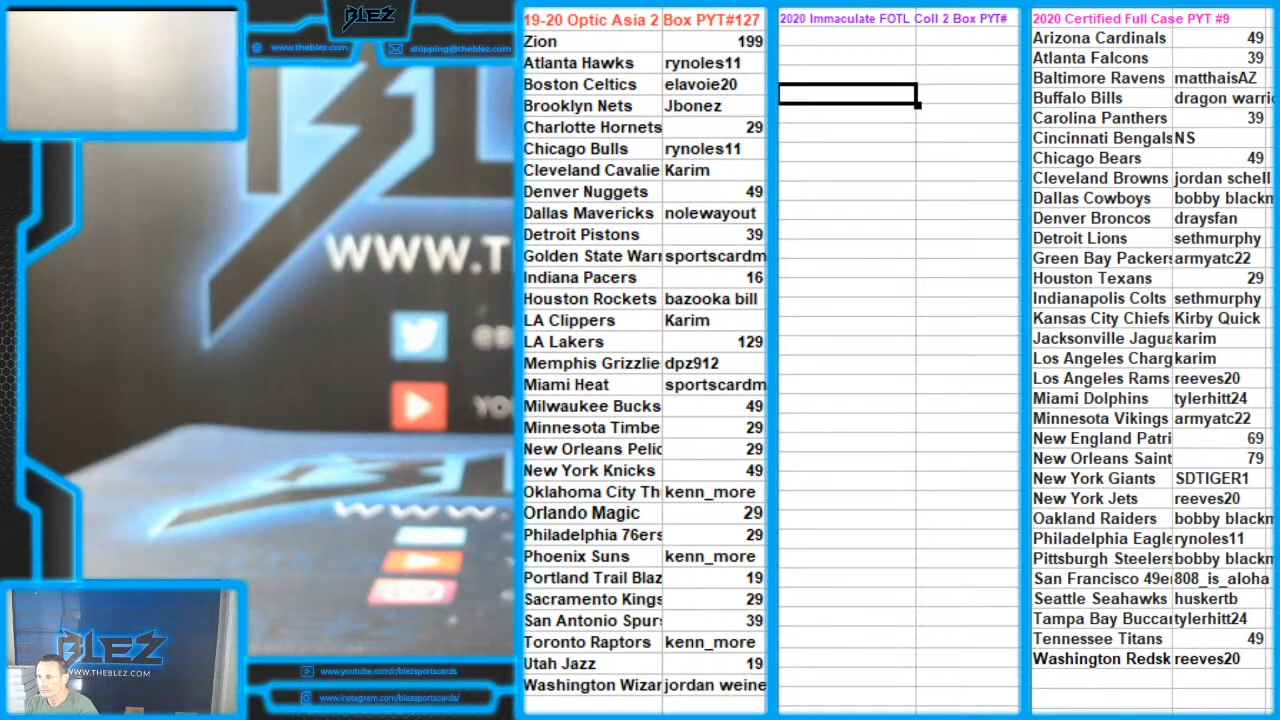 BLEZ
www.theblez.com
shipping@theblez.com
WWW.T
YO
www.
BLEZ
WWW.THEBLEZ.COM
www.youtube.com/c/blezsportscards
www.instagram.com/blezsportscards/
19-20 Optic Asia 2 Box PYT#127
Zion 199
Atlanta Hawks rynoles11
Boston Celtics elavoie20
Brooklyn Nets Jbonez
Charlotte Hornets 29
Chicago Bulls rynoles11
Cleveland Cavalie Karim
Denver Nuggets 49
Dallas Mavericks nolewayout
Detroit Pistons 39
Golden State Warr sportscardm
Indiana Pacers 16
Houston Rockets bazooka bill
LA Clippers Karim
LA Lakers 129
Memphis Grizzlie dpz912
Miami Heat sportscardm
Milwaukee Bucks 49
Minnesota Timbe 29
New Orleans Pelic 29
New York Knicks 49
Oklahoma City Th kenn_more
Orlando Magic 29
Philadelphia 76ers 29
Phoenix Suns kenn_more
Portland Trail Blaz 19
Sacramento Kings 29
San Antonio Spurs 39
Toronto Raptors kenn_more
Utah Jazz 19
Washington Wizar jordan weine
2020 Immaculate FOTL Coll 2 Box PYT#
2020 Certified Full Case PYT #9
Arizona Cardinals 49
Atlanta Falcons 39
Baltimore Ravens matthaisAZ
Buffalo Bills dragon warric
Carolina Panthers 39
Cincinnati Bengals NS
Chicago Bears 49
Cleveland Browns jordan schell
Dallas Cowboys bobby blackn
Denver Broncos draysfan
Detroit Lions sethmurphy
Green Bay Packers armyatc22
Houston Texans 29
Indianapolis Colts sethmurphy
Kansas City Chiefs Kirby Quick
Jacksonville Jagua karim
Los Angeles Charg karim
Los Angeles Rams reeves20
Miami Dolphins tylerhitt24
Minnesota Vikings armyatc22
New England Patri 69
New Orleans Saint 79
New York Giants SDTIGER1
New York Jets reeves20
Oakland Raiders bobby blackn
Philadelphia Eagle rynoles11
Pittsburgh Steelers bobby blackn
San Francisco 49er 808_is_aloha
Seattle Seahawks huskertb
Tampa Bay Buccan tylerhitt24
Tennessee Titans 49
Washington Redsk reeves20